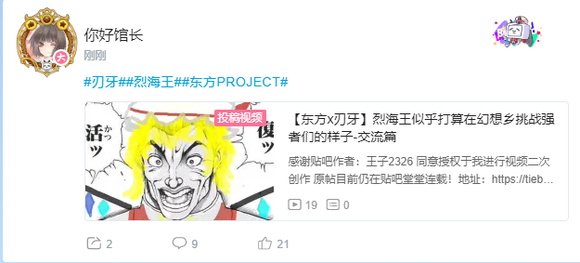 你好馆长
刚刚
#刃牙##烈海王##东方PROJECT#
投稿视频
活ッ
かつ
復ッ
【东方x刃牙】烈海王似乎打算在幻想乡挑战强
者们的样子-交流篇
感谢贴吧作者：王子2326 同意授权于我进行视频二次
创作 原帖目前仍在贴吧堂堂连载！地址：https://tieb...
19 0
2 9 21